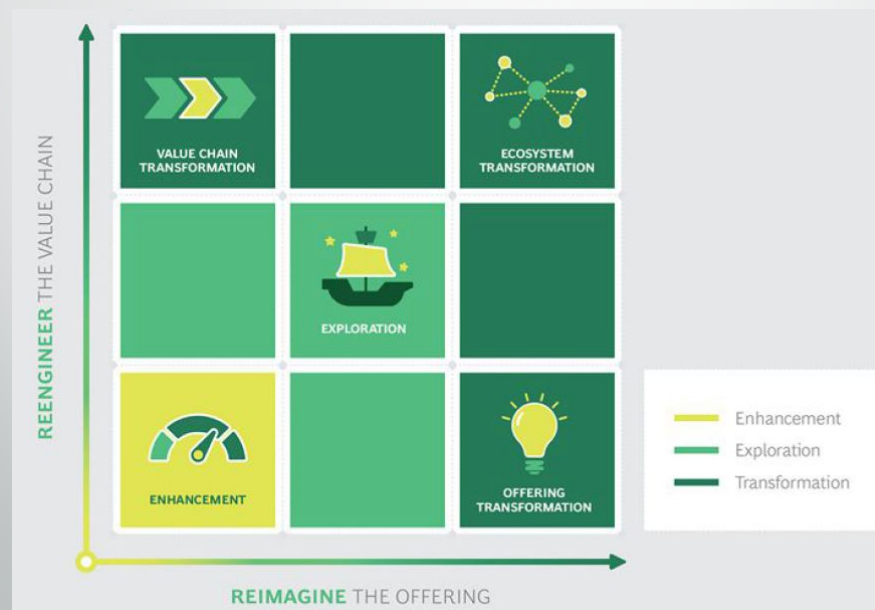 REENGINEER THE VALUE CHAIN
VALUE CHAIN
TRANSFORMATION
ECOSYSTEM
TRANSFORMATION
EXPLORATION
ENHANCEMENT
OFFERING
TRANSFORMATION
Enhancement
Exploration
Transformation
REIMAGINE THE OFFERING